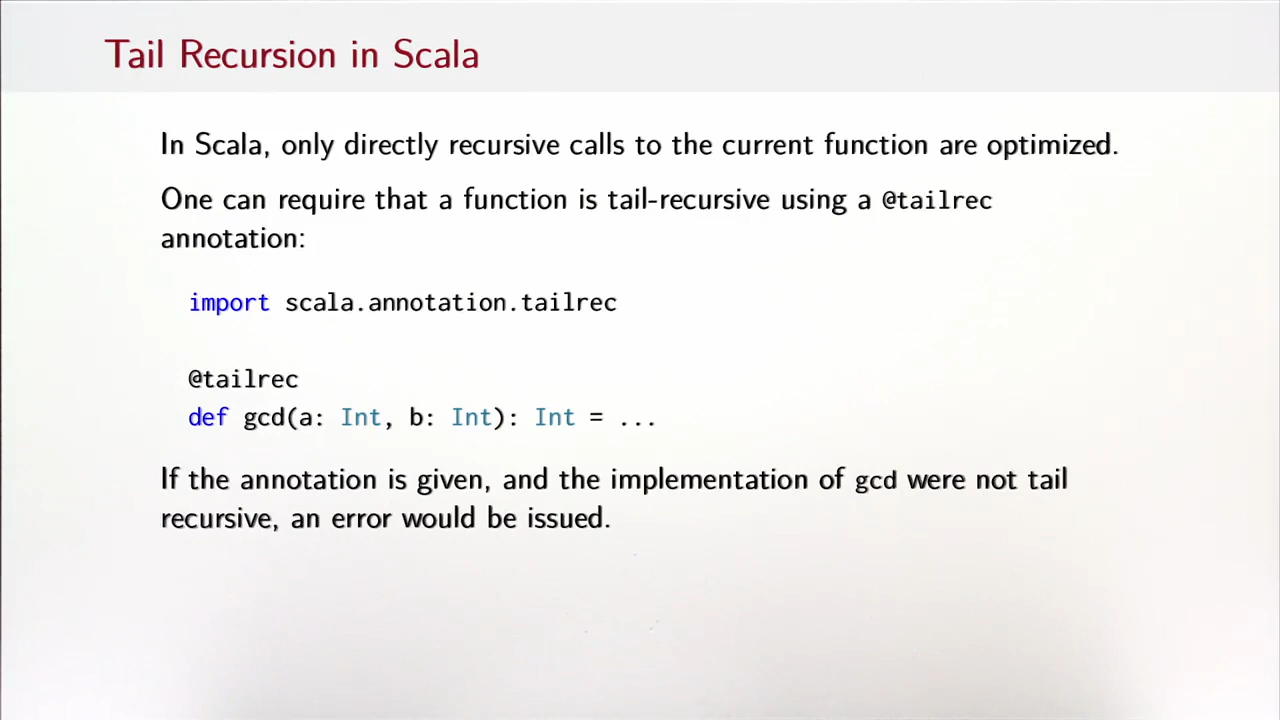 Tail Recursion in Scala
In Scala, only directly recursive calls to the current function are optimized.
One can require that a function is tail-recursive using a @tailrec
annotation:
import scala.annotation.tailrec
@tailrec
def gcd(a: Int, b: Int): Int = ...
If the annotation is given, and the implementation of gcd were not tail
recursive, an error would be issued.